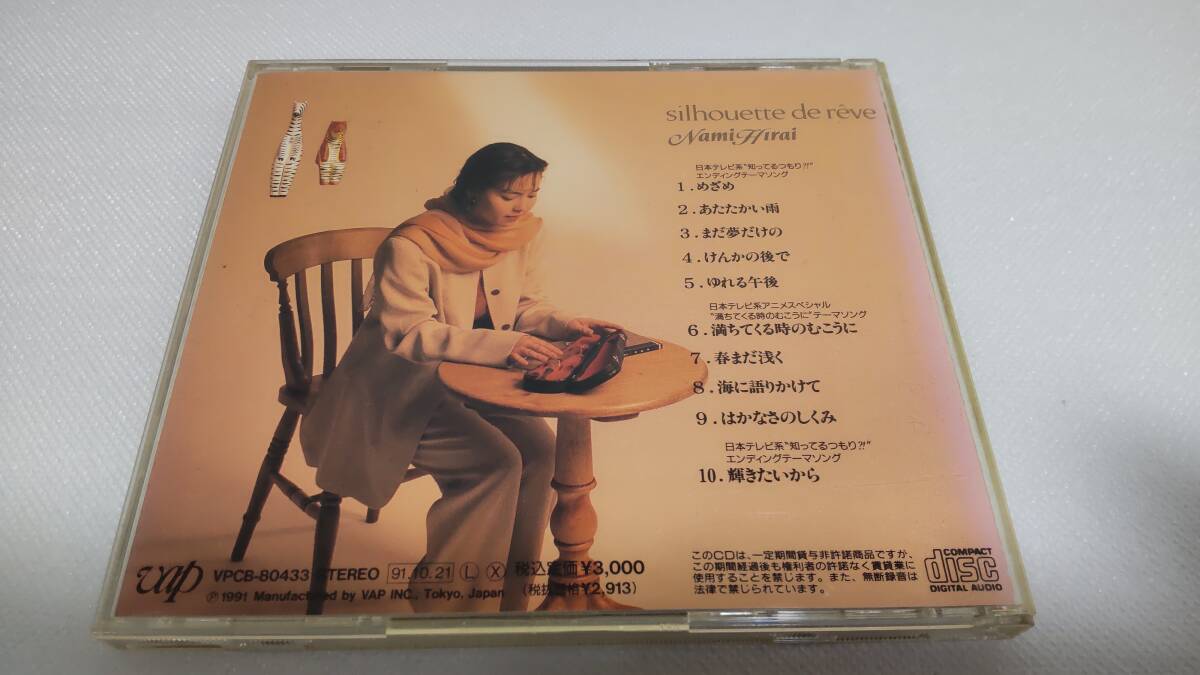 silhouette de rêve
Nami Hirai
日本テレビ系“知ってるつもり?!”
エンディングテーマソング
1.めざめ
2.あたたかい雨
3.まだ夢だけの
4.けんかの後で
5.ゆれる午後
日本テレビ系アニメスペシャル
“満ちてくる時のむこうに”テーマソング
6.満ちてくる時のむこうに
7.春まだ浅く
8.海に語りかけて
9.はかなさのしくみ
日本テレビ系“知ってるつもり?!”
エンディングテーマソング
10.輝きたいから
vap VPCB-80433 STEREO 91.10.21 L X 税込定価¥3,000
℗1991 Manufactured by VAP INC., Tokyo, Japan (税抜価格¥2,913)
このCDは、一定期間貸与非許諾商品ですが、
この期間経過後も権利者の許諾なく賃貸業に
使用することを禁じます。また、無断録音は
法律で禁じられています。
COMPACT
disc
DIGITAL AUDIO